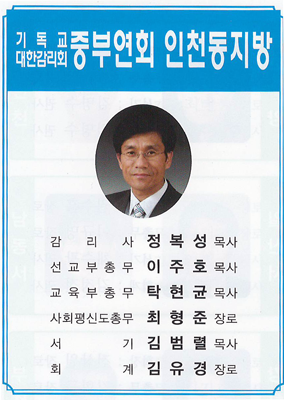 기독교
대한감리회 중부연회 인천동지방
감리사 정복성 목사
선교부총무 이주호 목사
교육부총무 탁현균 목사
사회평신도총무 최형준 장로
서기 김범렬 목사
회계 김유경 장로